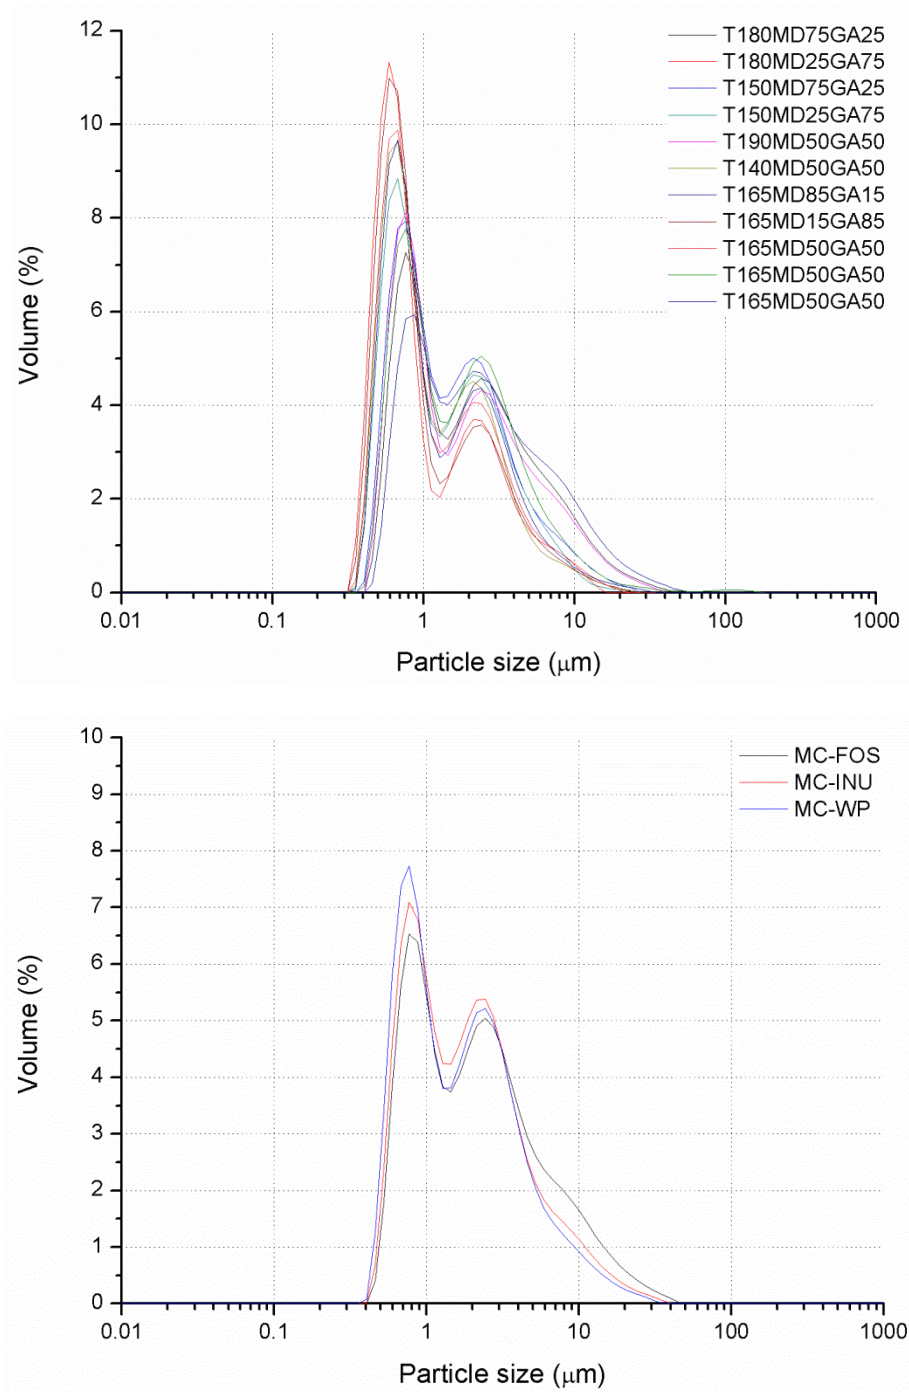 12
10
8
6
4
2
0
Volume (%)
T180MD75GA25
T180MD25GA75
T150MD75GA25
T150MD25GA75
T190MD50GA50
T140MD50GA50
T165MD85GA15
T165MD15GA85
T165MD50GA50
T165MD50GA50
T165MD50GA50
0.01 0.1 1 10 100 1000
Particle size (μm)
10
9
8
7
6
5
4
3
2
1
0
Volume (%)
MC-FOS
MC-INU
MC-WP
0.01 0.1 1 10 100 1000
Particle size (μm)